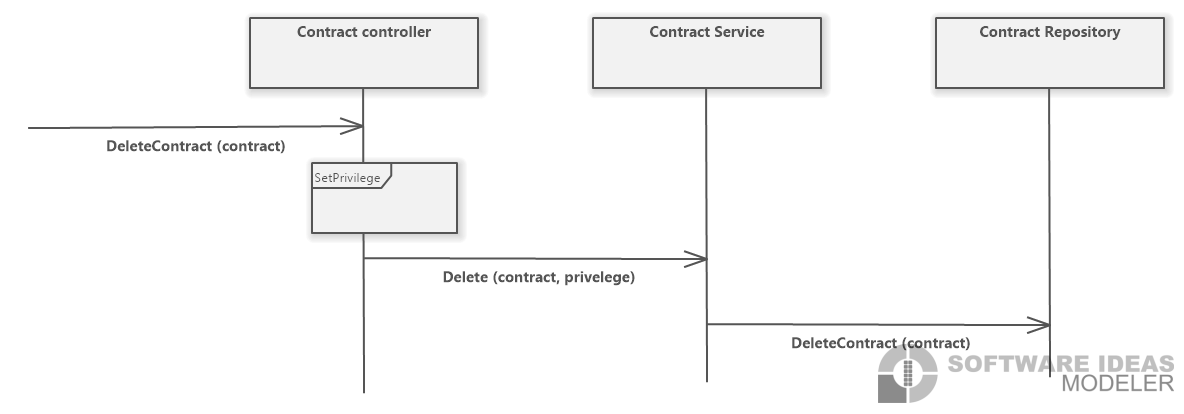 Contract controller
Contract Service
Contract Repository
DeleteContract (contract)
SetPrivilege
Delete (contract, privelege)
DeleteContract (contract)
SOFTWARE IDEAS
MODELER